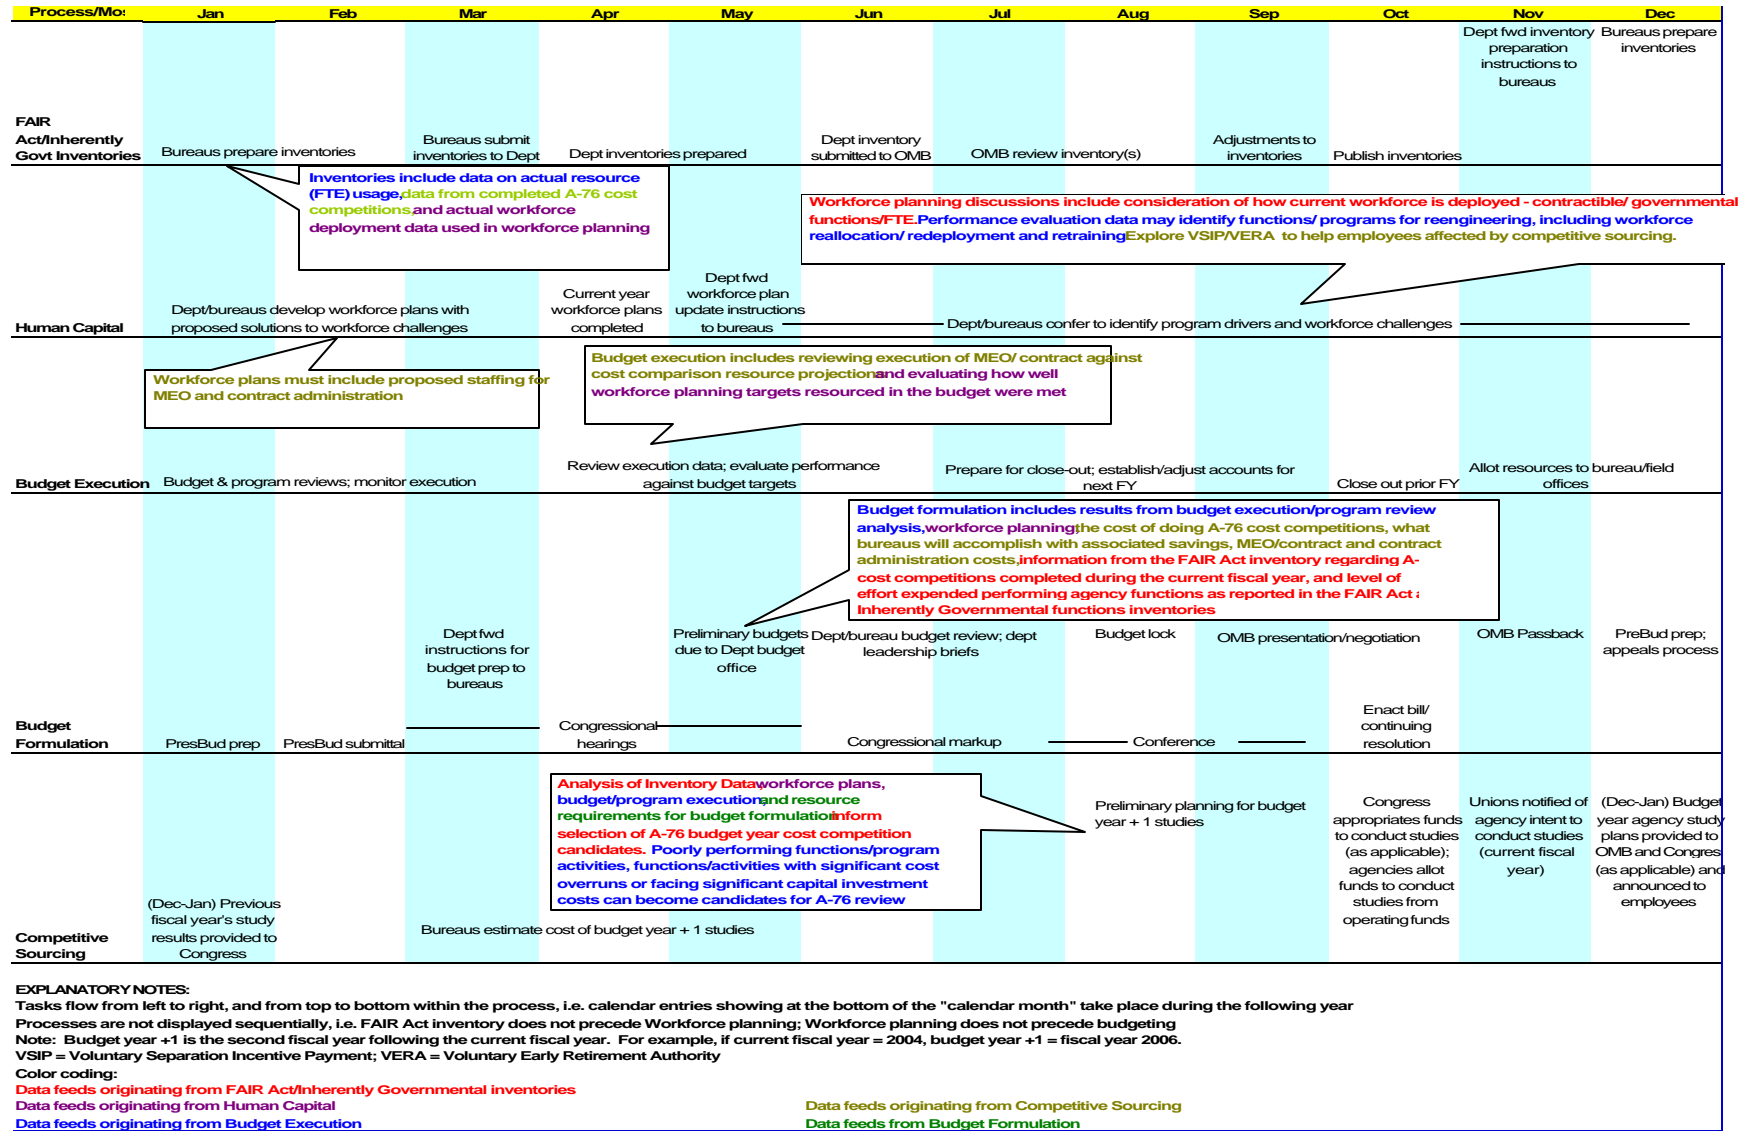 Process/Mo:
Jan Feb Mar Apr May Jun Jul Aug Sep Oct Nov Dec
Dept fwd inventory
preparation
instructions to
bureaus
Bureaus prepare
inventories
FAIR
Act/Inherently
Govt Inventories
Bureaus prepare inventories
Bureaus submit
inventories to Dept
Dept inventories prepared
Dept inventory
submitted to OMB
OMB review inventory(s)
Adjustments to
inventories
Publish inventories
Inventories include data on actual resource
(FTE) usage, data from completed A-76 cost
competitions, and actual workforce
deployment data used in workforce planning
Workforce planning discussions include consideration of how current workforce is deployed - contractible/ governmental
functions/FTE. Performance evaluation data may identify functions/ programs for reengineering, including workforce
reallocation/ redeployment and retraining Explore VSIP/VERA to help employees affected by competitive sourcing.
Human Capital
Dept/bureaus develop workforce plans with
proposed solutions to workforce challenges
Current year
workforce plans
completed
Dept fwd
workforce plan
update instructions
to bureaus
Dept/bureaus confer to identify program drivers and workforce challenges
Workforce plans must include proposed staffing for
MEO and contract administration
Budget execution includes reviewing execution of MEO/ contract against
cost comparison resource projections and evaluating how well
workforce planning targets resourced in the budget were met
Budget Execution
Budget & program reviews; monitor execution
Review execution data; evaluate performance
against budget targets
Prepare for close-out; establish/adjust accounts for
next FY
Close out prior FY
Allot resources to bureau/field
offices
Budget formulation includes results from budget execution/program review
analysis, workforce planning, the cost of doing A-76 cost competitions, what
bureaus will accomplish with associated savings, MEO/contract and contract
administration costs, information from the FAIR Act inventory regarding A-
cost competitions completed during the current fiscal year, and level of
effort expended performing agency functions as reported in the FAIR Act
Inherently Governmental functions inventories
Dept fwd
instructions for
budget prep to
bureaus
Preliminary budgets
due to Dept budget
office
Dept/bureau budget review; dept
leadership briefs
Budget lock
OMB presentation/negotiation
OMB Passback
PreBud prep;
appeals process
Budget
Formulation
PresBud prep
PresBud submittal
Congressional
hearings
Congressional markup
Conference
Enact bill/
continuing
resolution
Analysis of Inventory Data, workforce plans,
budget/program execution, and resource
requirements for budget formulation inform
selection of A-76 budget year cost competition
candidates. Poorly performing functions/program
activities, functions/activities with significant cost
overruns or facing significant capital investment
costs can become candidates for A-76 review
Preliminary planning for budget
year + 1 studies
Congress
appropriates funds
to conduct studies
(as applicable);
agencies allot
funds to conduct
studies from
operating funds
Unions notified of
agency intent to
conduct studies
(current fiscal
year)
(Dec-Jan) Budget
year agency study
plans provided to
OMB and Congres
(as applicable) and
announced to
employees
Competitive
Sourcing
(Dec-Jan) Previous
fiscal year's study
results provided to
Congress
Bureaus estimate cost of budget year + 1 studies
EXPLANATORY NOTES:
Tasks flow from left to right, and from top to bottom within the process, i.e. calendar entries showing at the bottom of the "calendar month" take place during the following year
Processes are not displayed sequentially, i.e. FAIR Act inventory does not precede Workforce planning; Workforce planning does not precede budgeting
Note: Budget year +1 is the second fiscal year following the current fiscal year. For example, if current fiscal year = 2004, budget year +1 = fiscal year 2006.
VSIP = Voluntary Separation Incentive Payment; VERA = Voluntary Early Retirement Authority
Color coding:
Data feeds originating from FAIR Act/Inherently Governmental inventories
Data feeds originating from Human Capital
Data feeds originating from Competitive Sourcing
Data feeds originating from Budget Execution
Data feeds from Budget Formulation